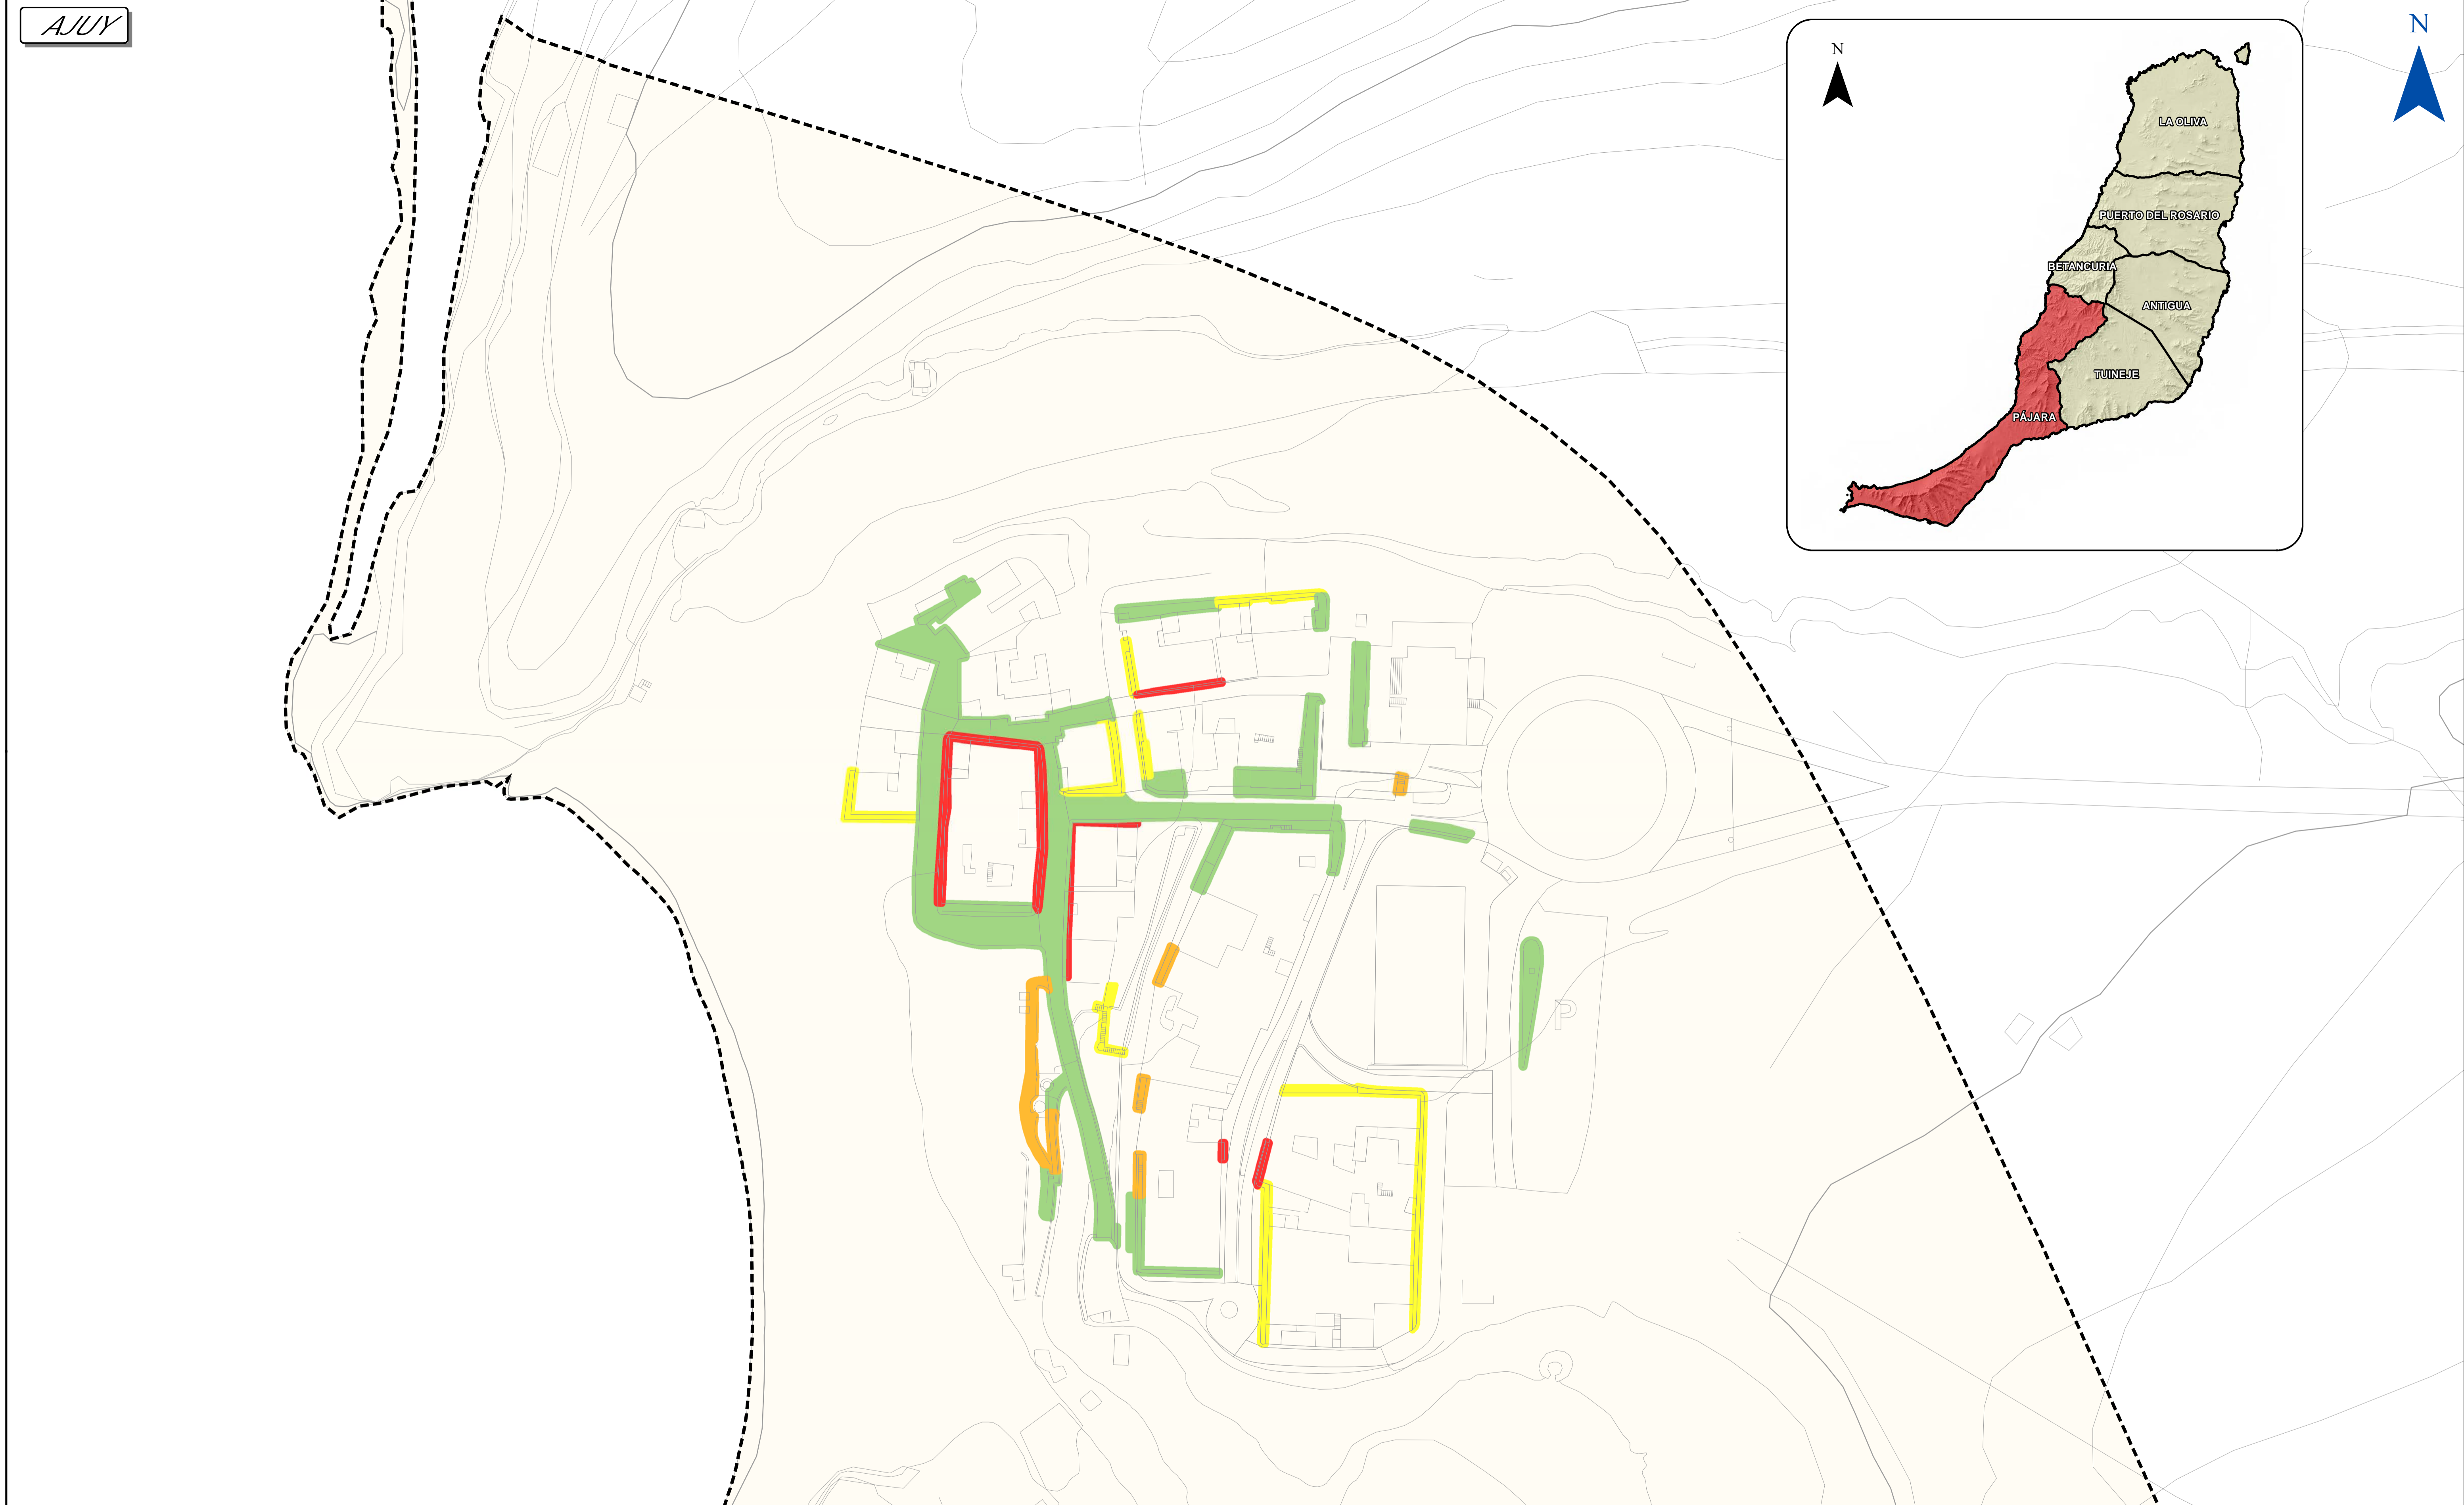 AJUY
N
N
LA OLIVA
PUERTO DEL ROSARIO
BETANCURIA
ANTIGUA
TUINEJE
PÁJARA
P